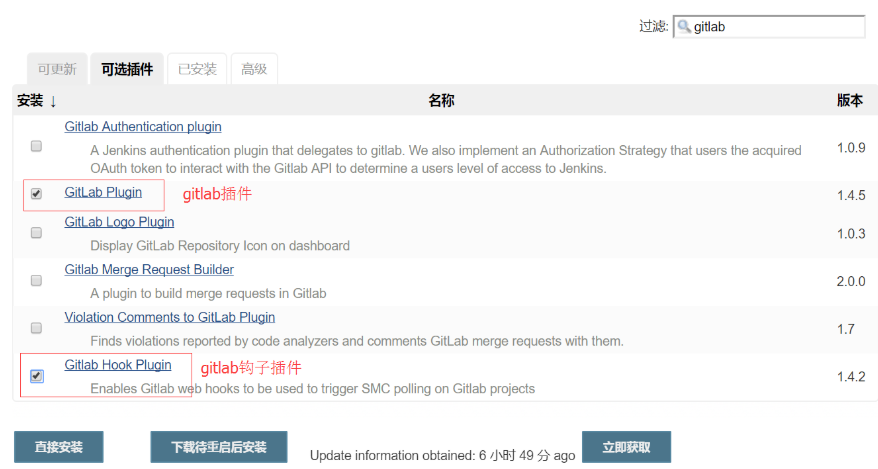 过滤: gitlab
可更新 可选插件 已安装 高级
安装 ↓ 名称 版本
Gitlab Authentication plugin
A Jenkins authentication plugin that delegates to gitlab. We also implement an Authorization Strategy that users the acquired
OAuth token to interact with the Gitlab API to determine a users level of access to Jenkins.
1.0.9
GitLab Plugin gitlab插件 1.4.5
GitLab Logo Plugin
Display GitLab Repository Icon on dashboard
1.0.3
Gitlab Merge Request Builder
A plugin to build merge requests in Gitlab
2.0.0
Violation Comments to GitLab Plugin
Finds violations reported by code analyzers and comments GitLab merge requests with them.
1.7
Gitlab Hook Plugin gitlab钩子插件
Enables Gitlab web hooks to be used to trigger SMC polling on Gitlab projects
1.4.2
直接安装 下载待重启后安装 Update information obtained: 6 小时 49 分 ago 立即获取